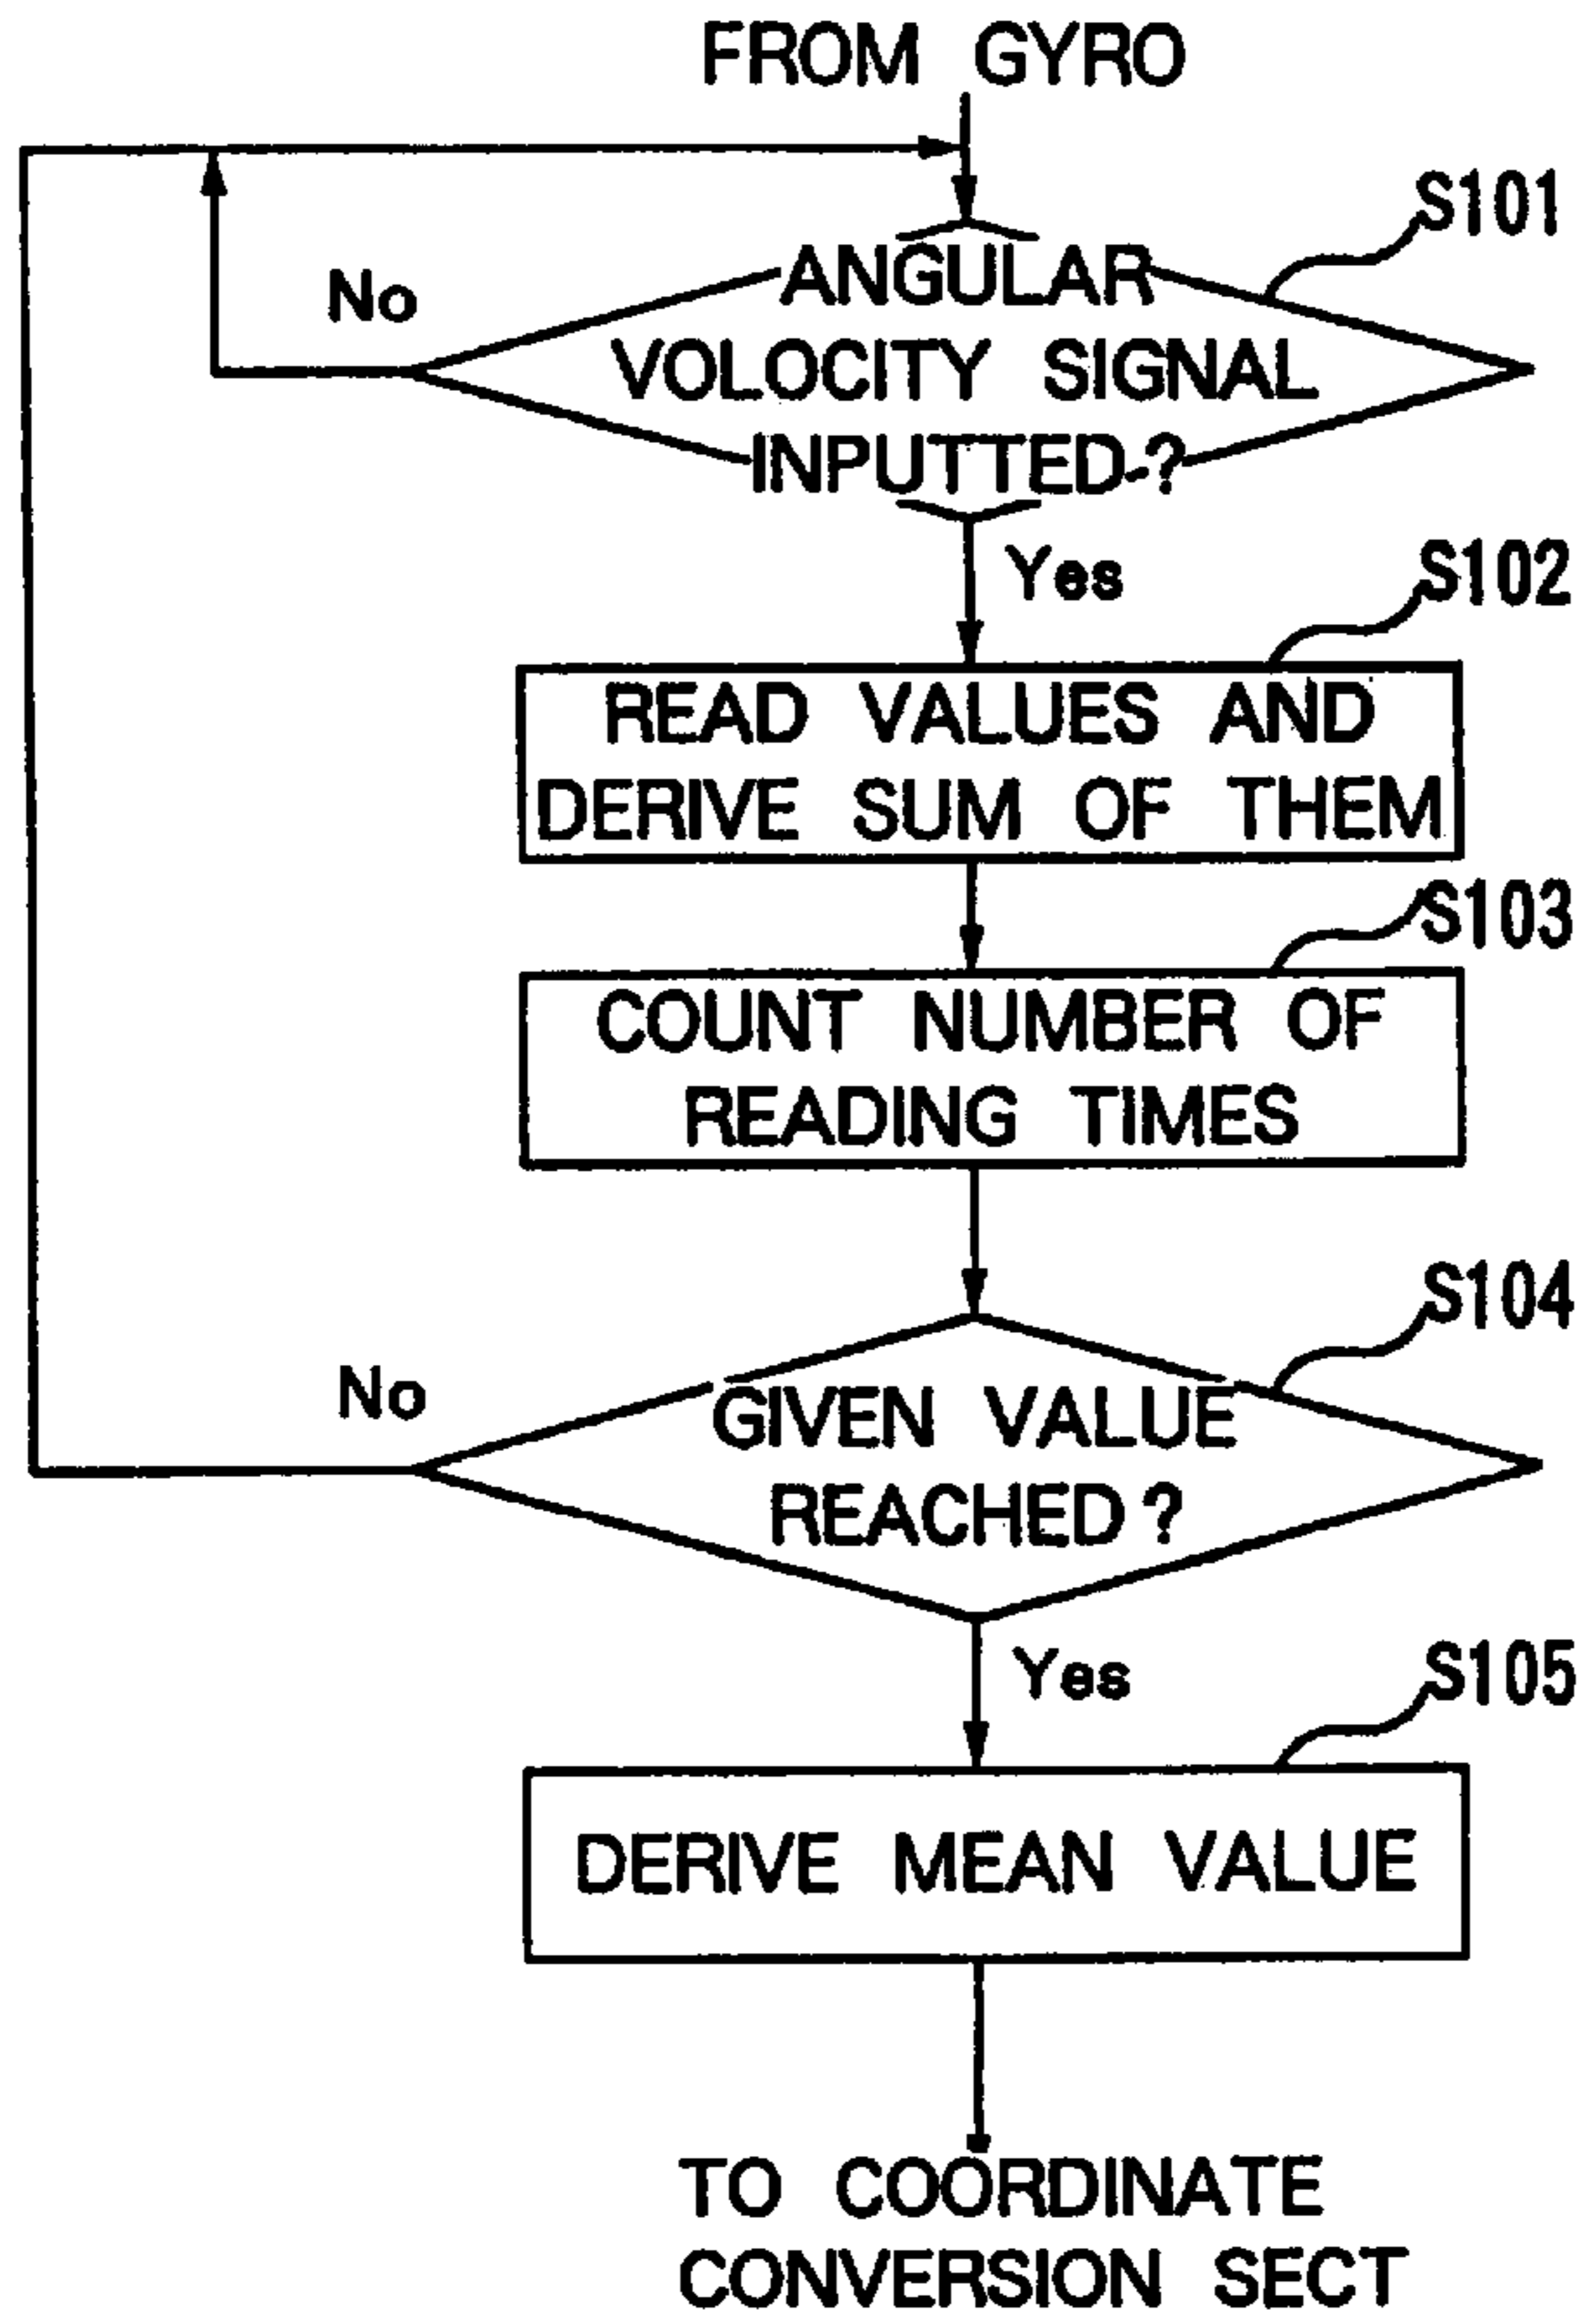 FROM GYRO
S101
No
ANGULAR
VOLOCITY SIGNAL
INPUTTED ?
Yes
S102
READ VALUES AND
DERIVE SUM OF THEM
S103
COUNT NUMBER OF
READING TIMES
S104
No
GIVEN VALUE
REACHED ?
Yes
S105
DERIVE MEAN VALUE
TO COORDINATE
CONVERSION SECT